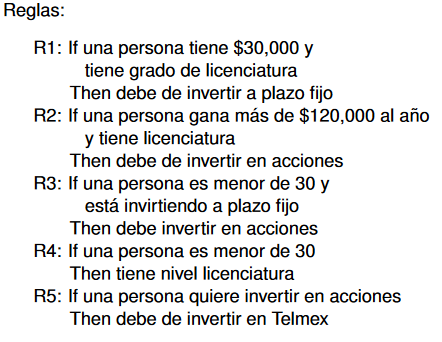 Reglas:
R1: If una persona tiene $30,000 y
tiene grado de licenciatura
Then debe de invertir a plazo fijo
R2: If una persona gana más de $120,000 al año
y tiene licenciatura
Then debe de invertir en acciones
R3: If una persona es menor de 30 y
está invirtiendo a plazo fijo
Then debe invertir en acciones
R4: If una persona es menor de 30
Then tiene nivel licenciatura
R5: If una persona quiere invertir en acciones
Then debe de invertir en Telmex